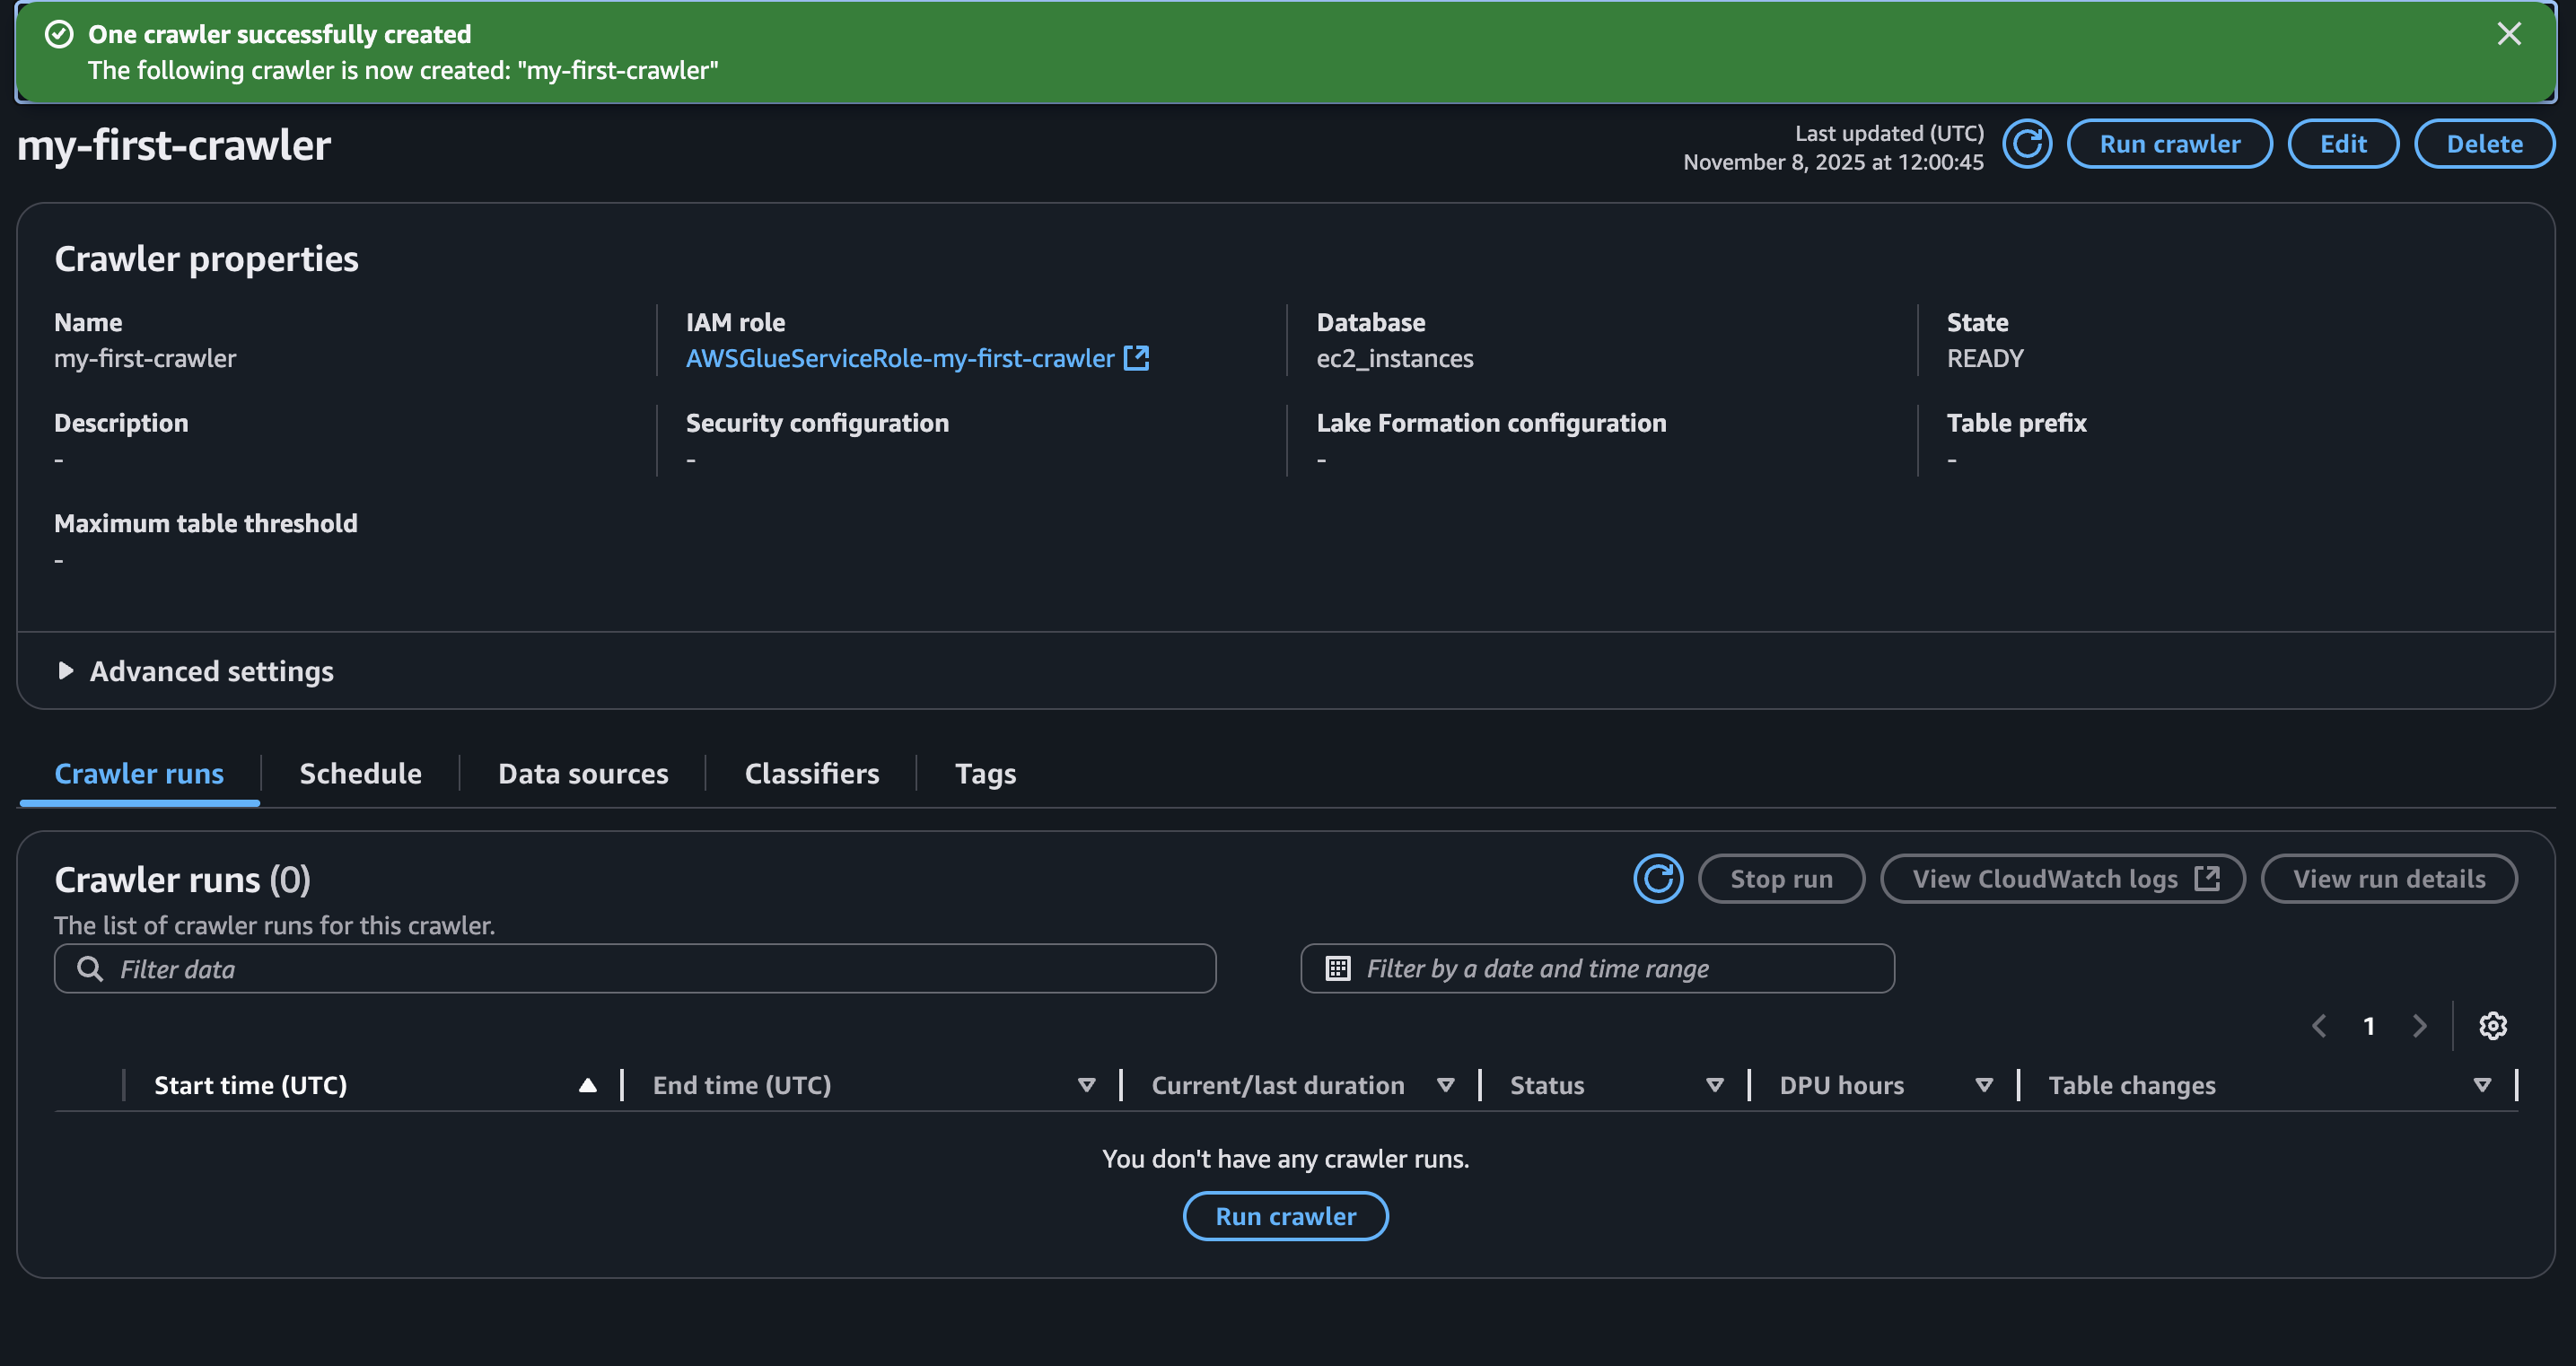 One crawler successfully created
The following crawler is now created: "my-first-crawler"
my-first-crawler
Last updated (UTC)
November 8, 2025 at 12:00:45
Run crawler
Edit
Delete
Crawler properties
Name
my-first-crawler
IAM role
AWSGlueServiceRole-my-first-crawler
Database
ec2_instances
State
READY
Description
-
Security configuration
-
Lake Formation configuration
-
Table prefix
-
Maximum table threshold
-
Advanced settings
Crawler runs
Schedule
Data sources
Classifiers
Tags
Crawler runs (0)
Stop run
View CloudWatch logs
View run details
The list of crawler runs for this crawler.
Filter data
Filter by a date and time range
1
Start time (UTC)
End time (UTC)
Current/last duration
Status
DPU hours
Table changes
You don't have any crawler runs.
Run crawler